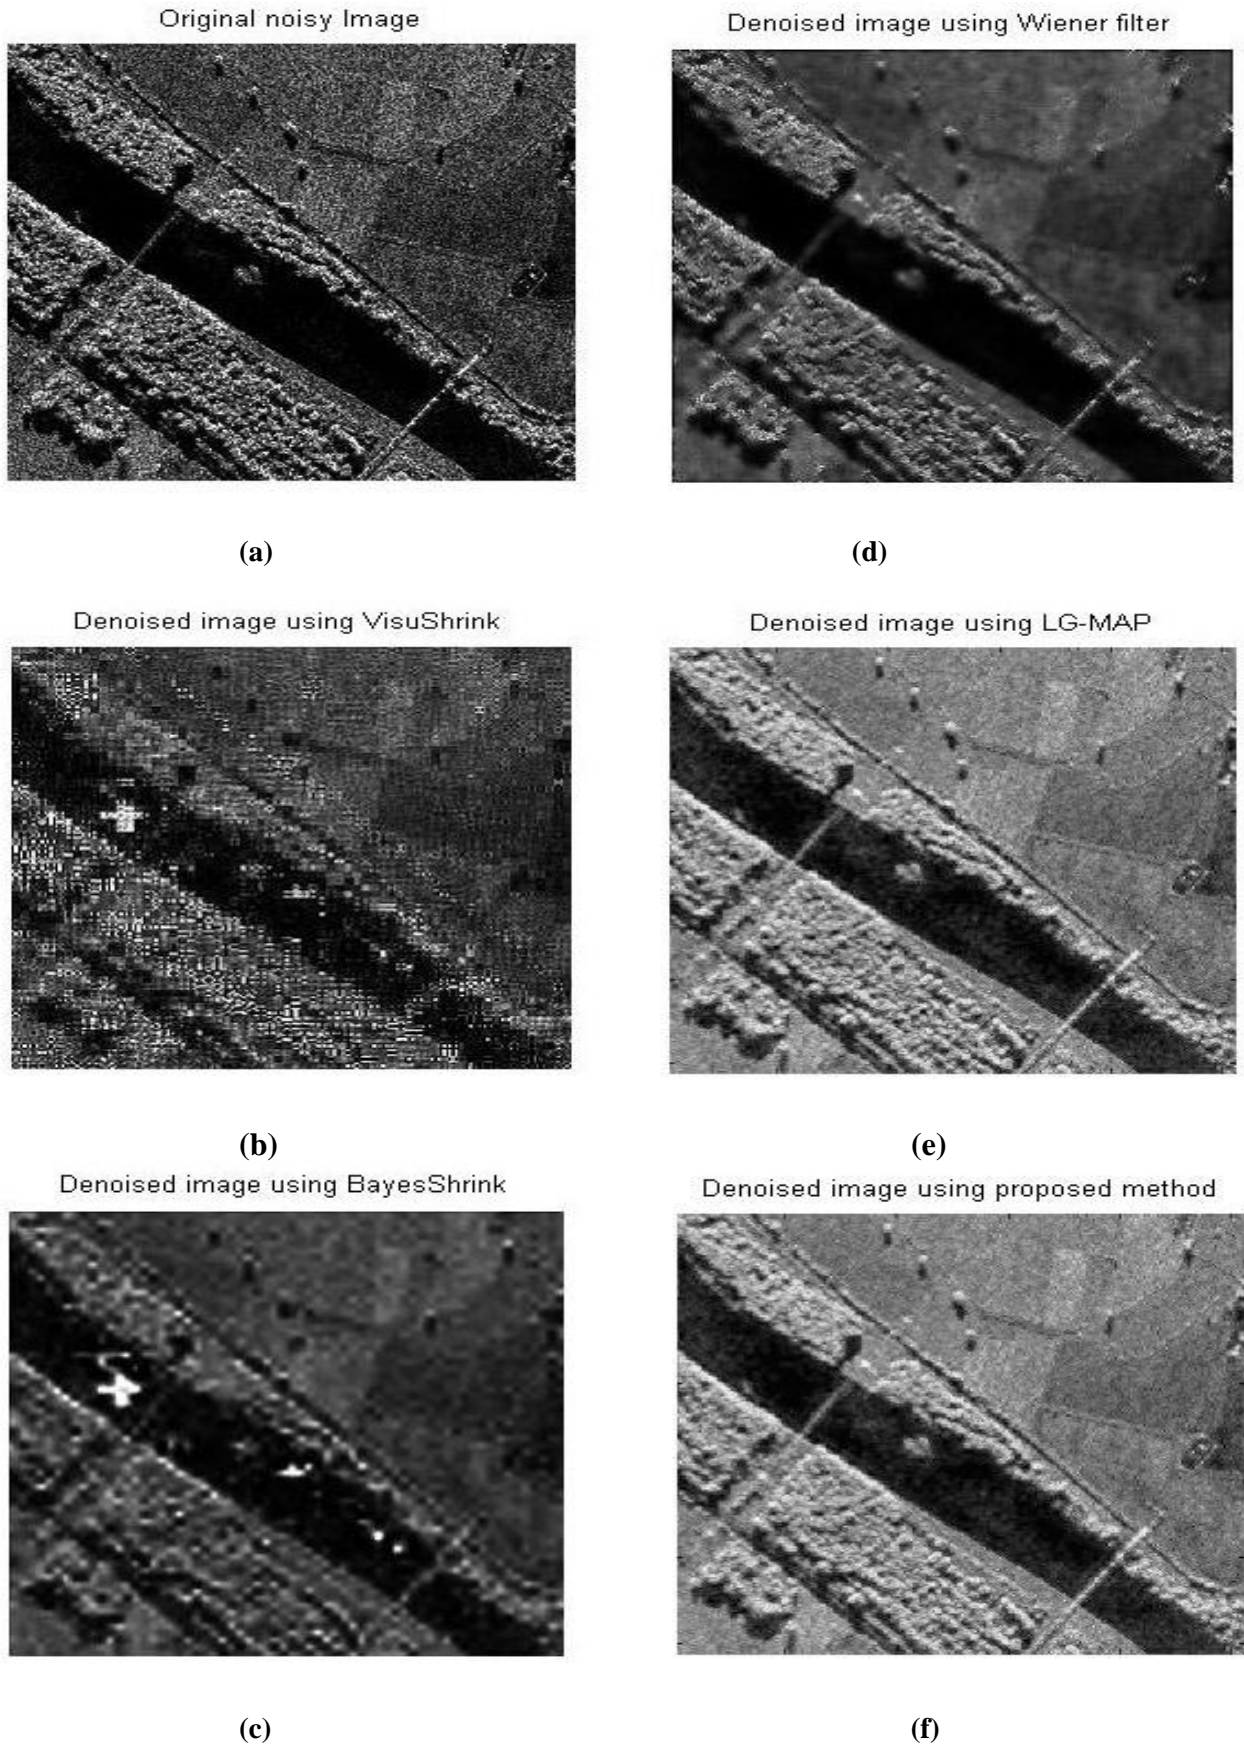 Original noisy Image
Denoised image using Wiener filter
(a)
(d)
Denoised image using VisuShrink
Denoised image using LG-MAP
(b)
(e)
Denoised image using BayesShrink
Denoised image using proposed method
(c)
(f)